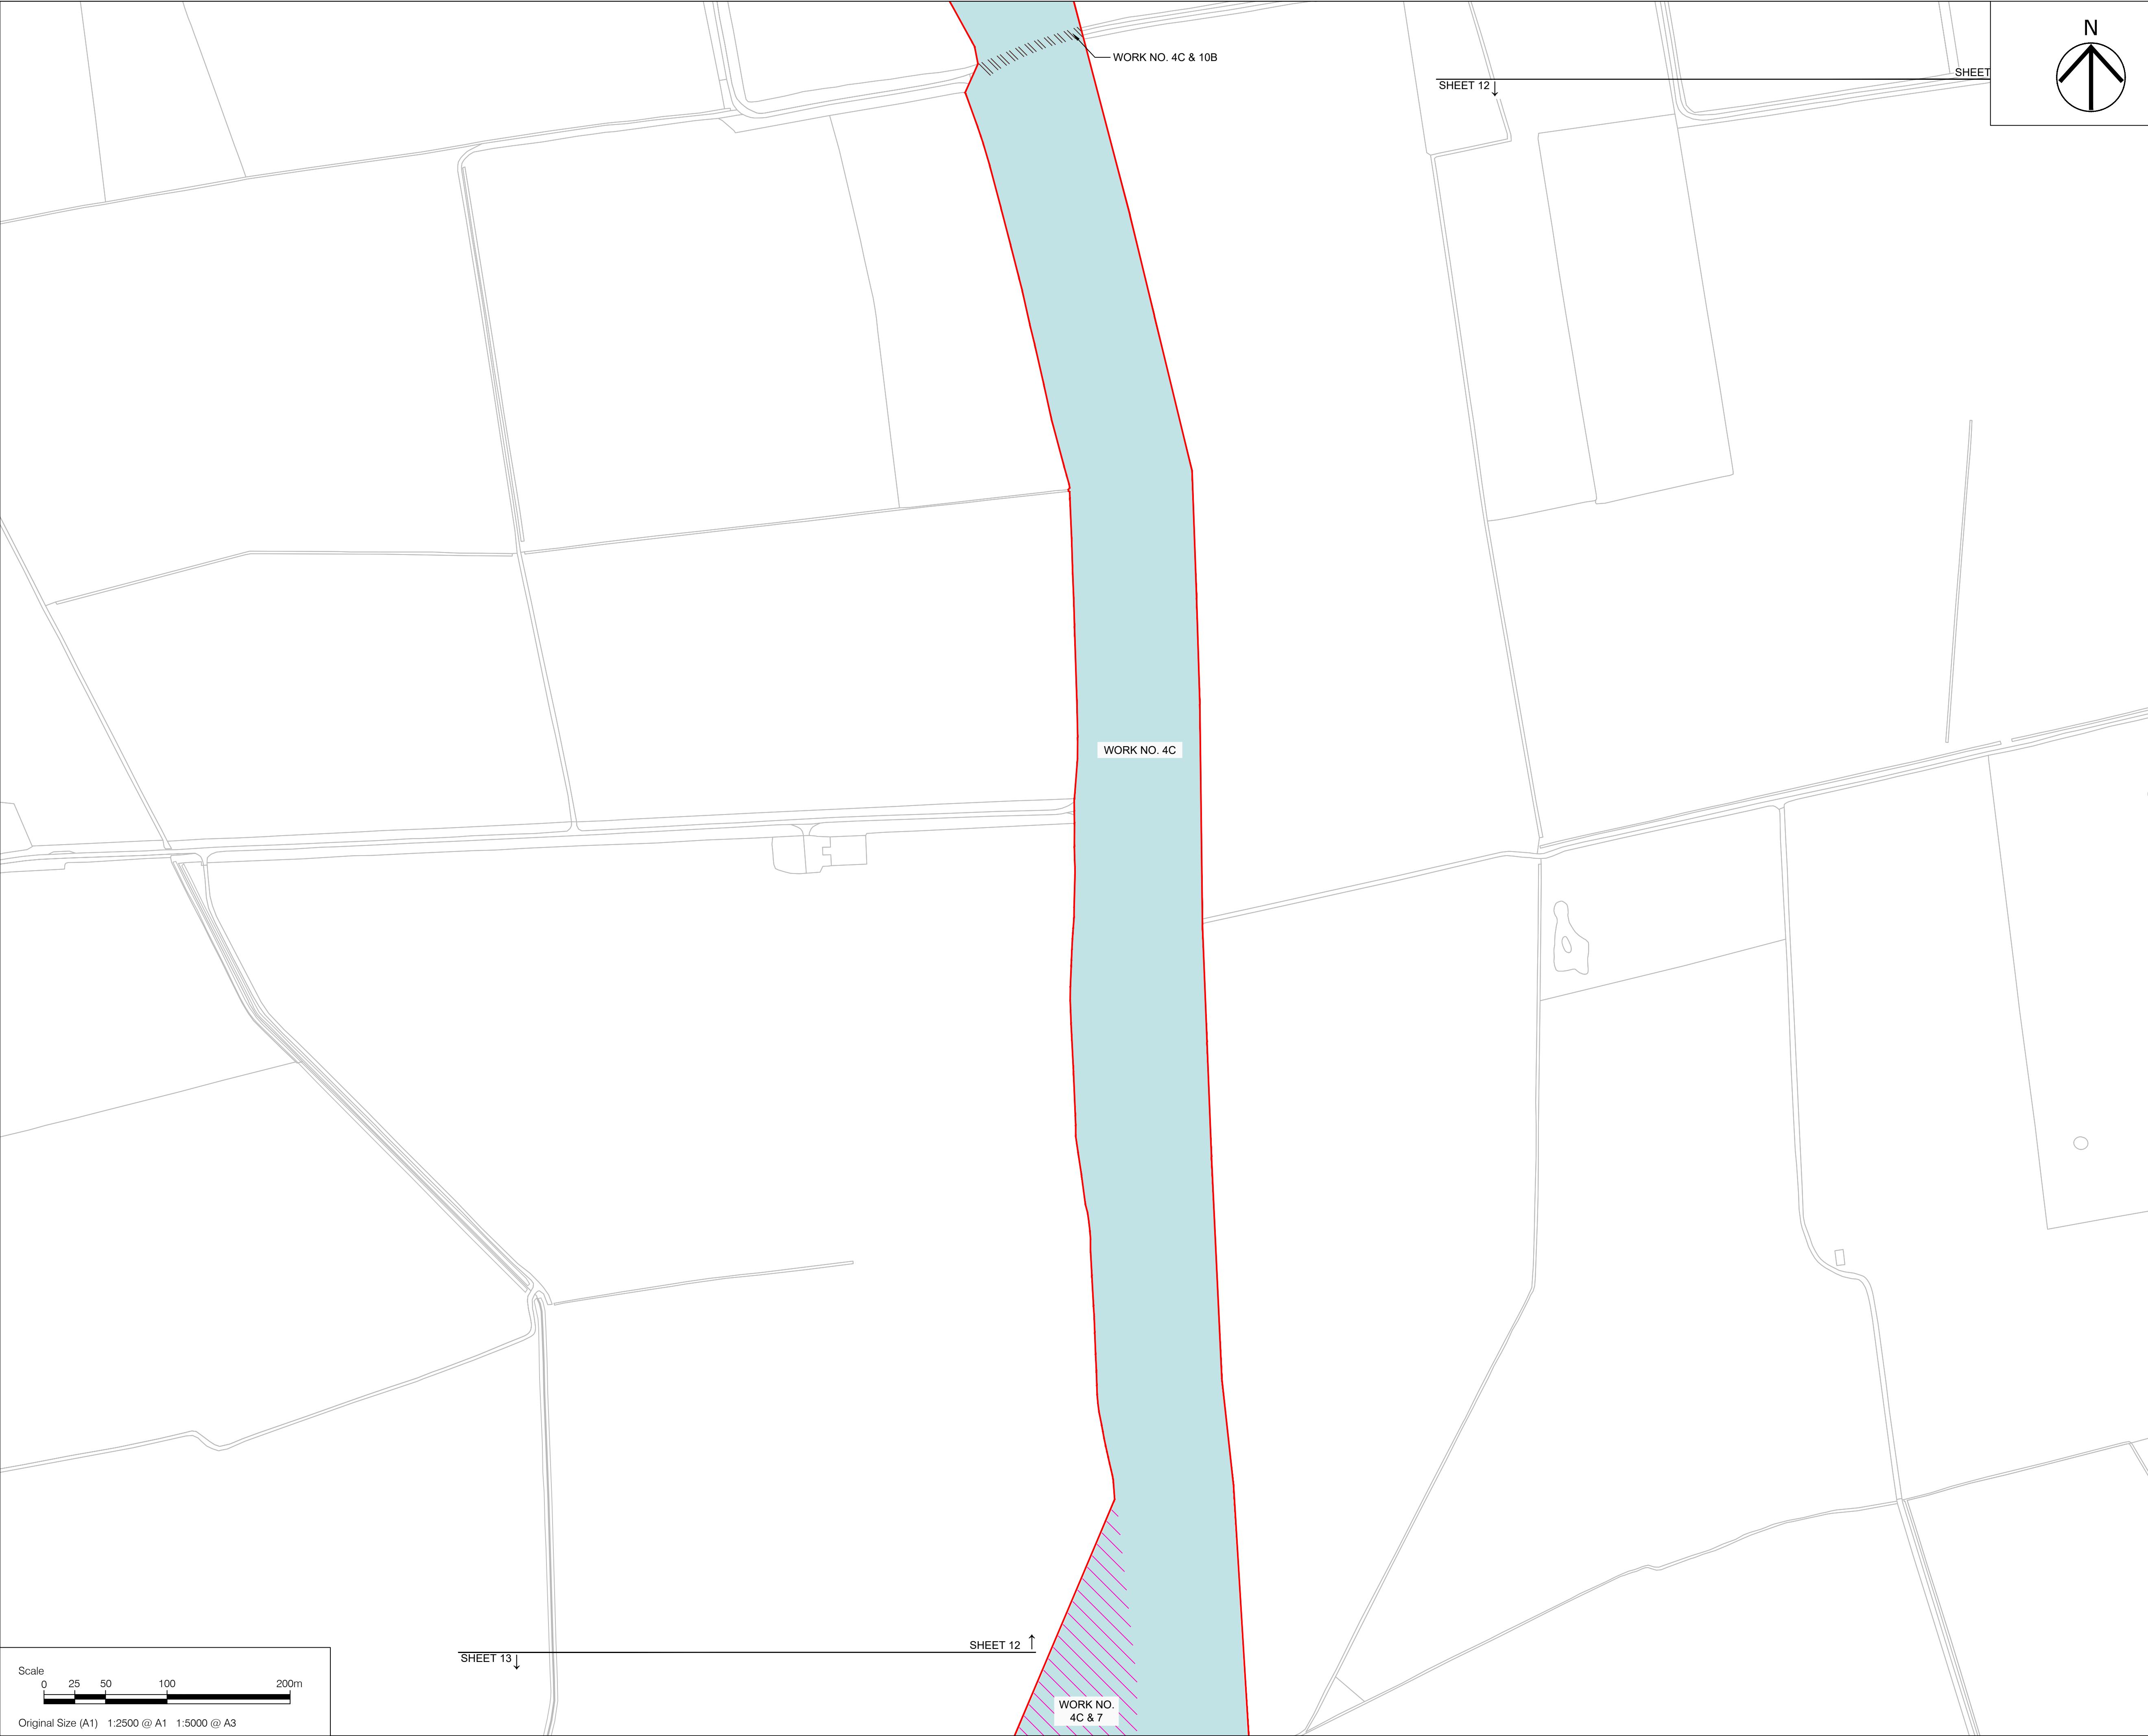 N
WORK NO. 4C & 10B
SHEET
SHEET 12
WORK NO. 4C
SHEET 12
SHEET 13
WORK NO.
4C & 7
Scale
0 25 50 100 200m
Original Size (A1) 1:2500 @ A1 1:5000 @ A3